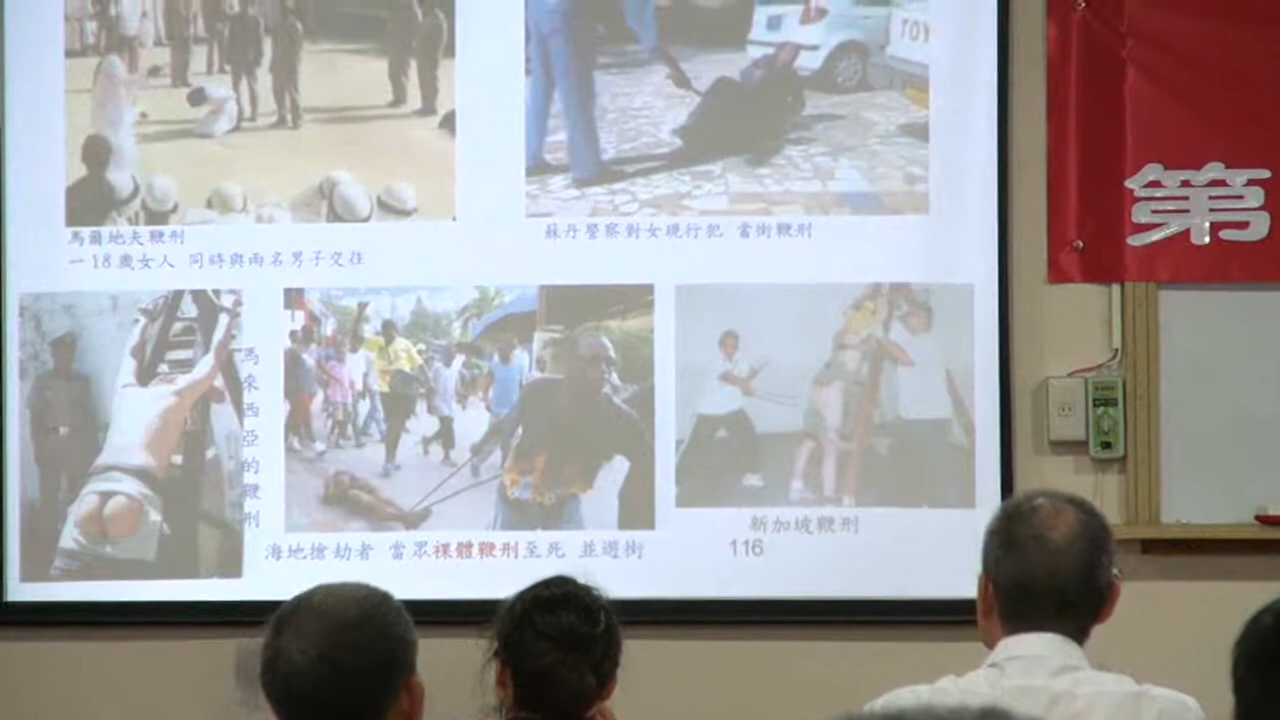 TOY
第
馬爾地夫鞭刑
一18歲女人 同時與兩名男子交往
蘇丹警察對女現行犯 當街鞭刑
馬來西亞的鞭刑
海地搶劫者 當眾裸體鞭刑至死 並遊街
新加坡鞭刑
116